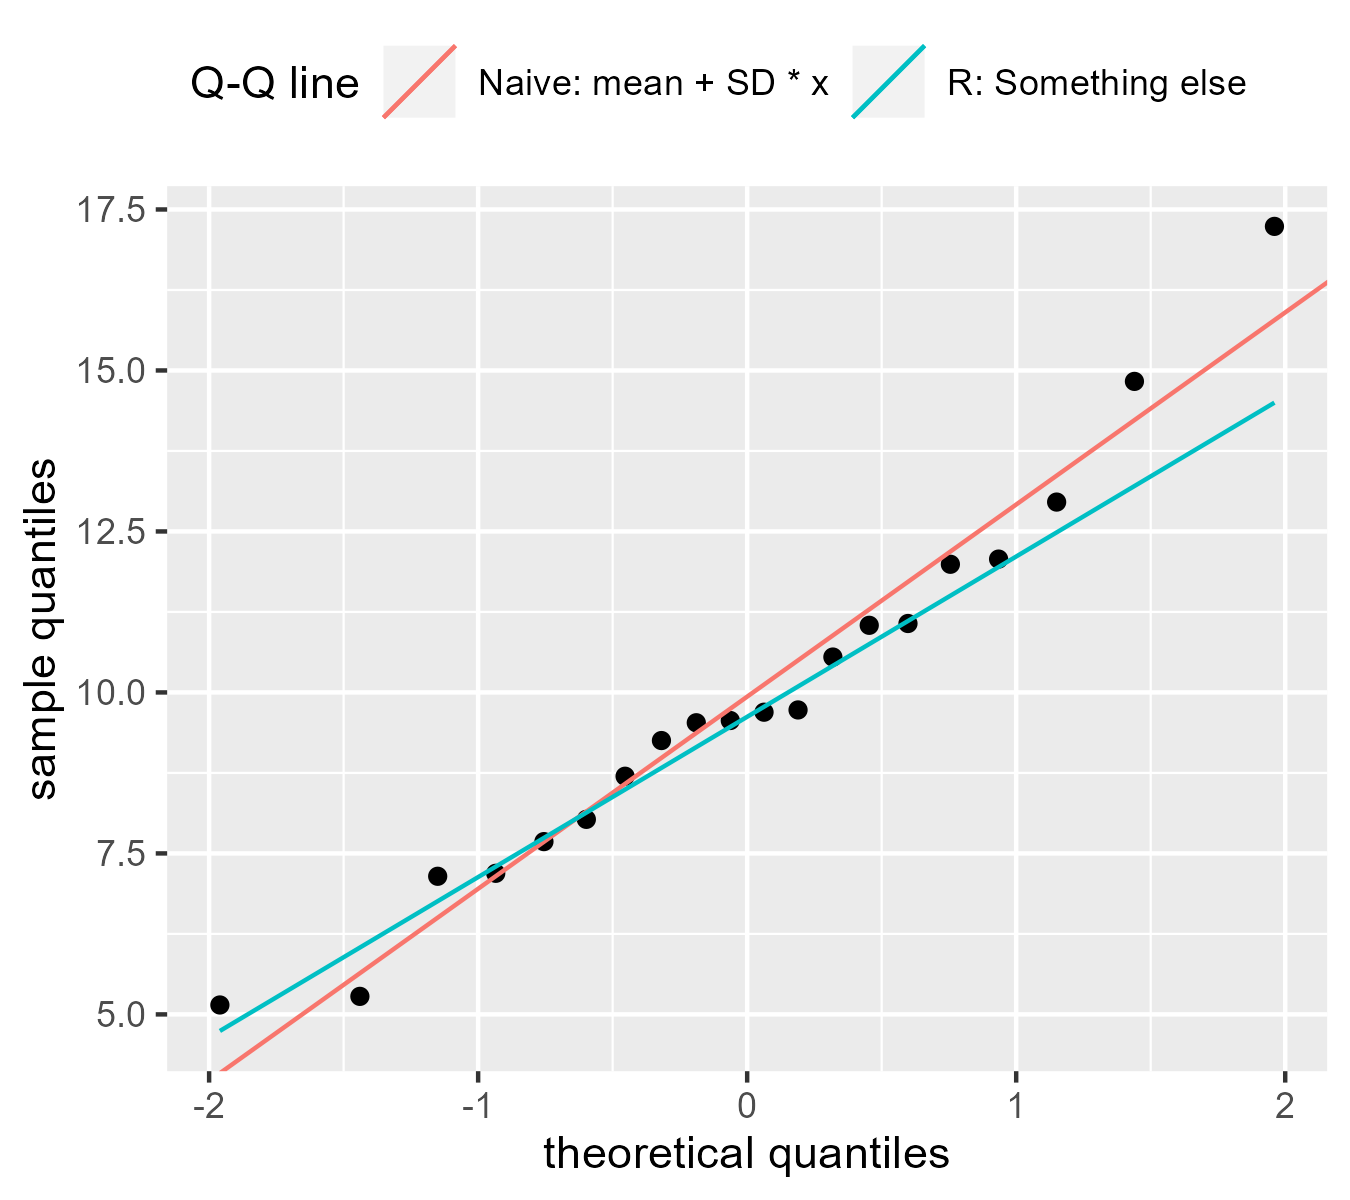 Q-Q line Naive: mean + SD * x R: Something else
17.5
15.0
12.5
10.0
7.5
5.0
sample quantiles
-2 -1 0 1 2
theoretical quantiles